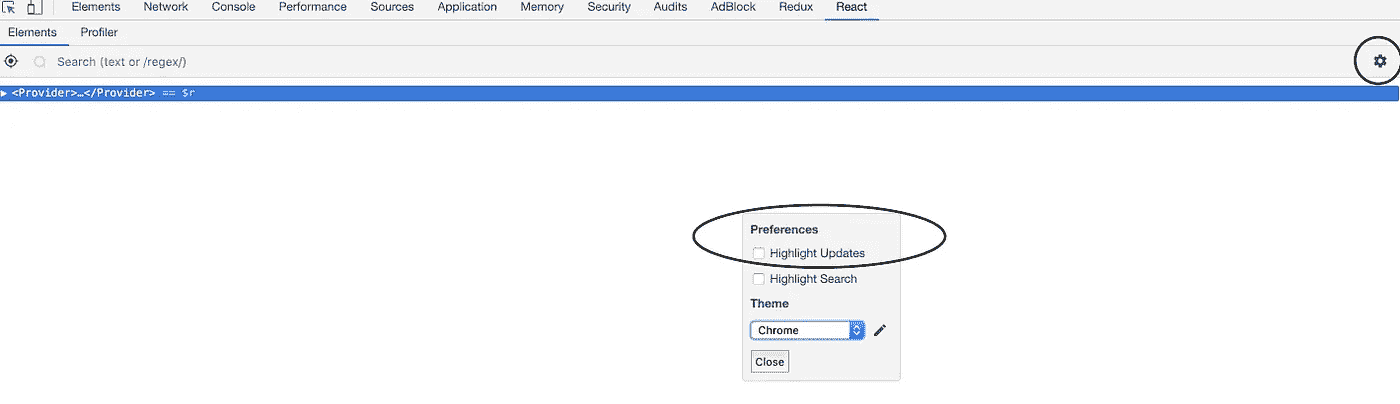 Elements Network Console Performance Sources Application Memory Security Audits AdBlock Redux React
Elements Profiler
Search (text or /regex/)
<Provider>…</Provider> == $r
Preferences
Highlight Updates
Highlight Search
Theme
Chrome
Close